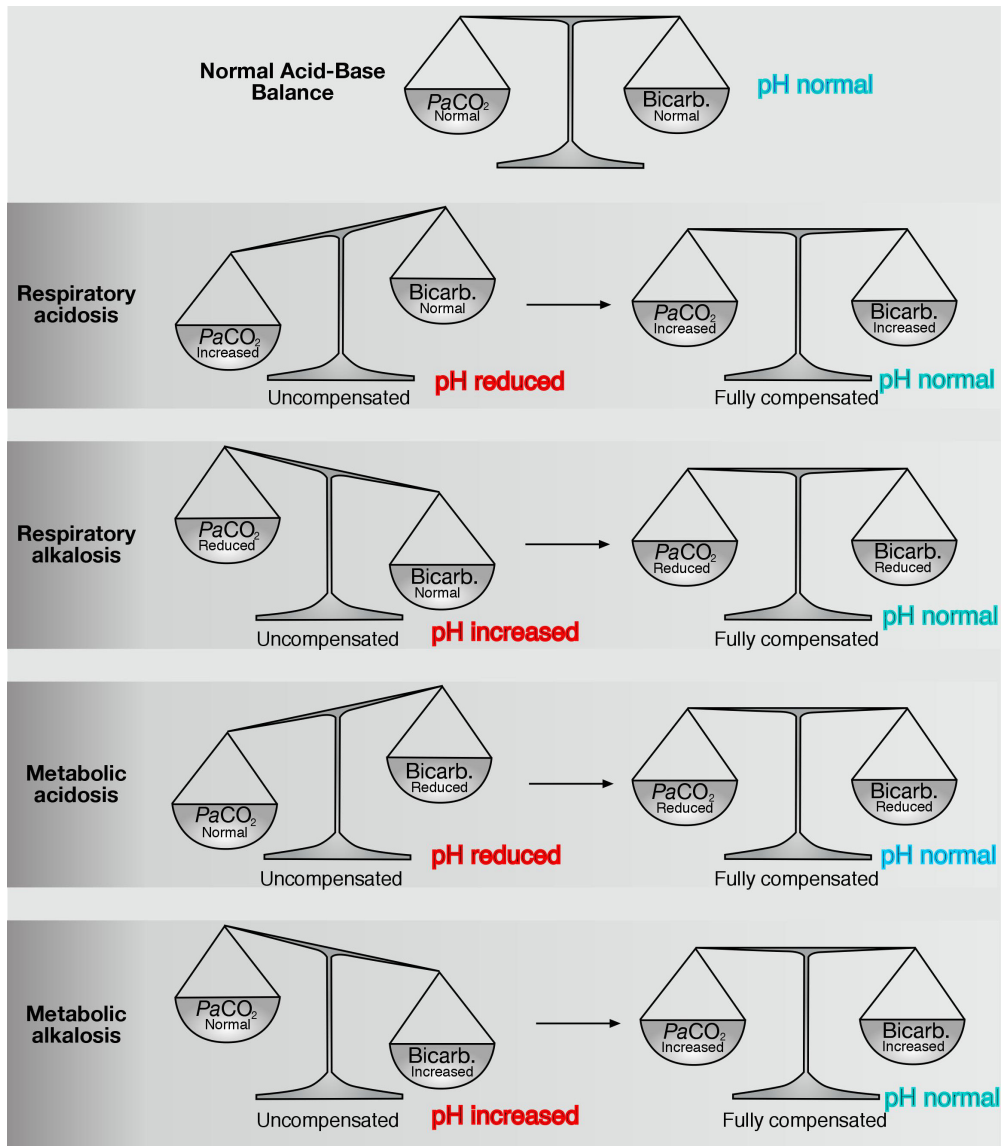 Normal Acid-Base
Balance
PaCO₂
Normal
Bicarb.
Normal
pH normal
Respiratory
acidosis
PaCO₂
Increased
Bicarb.
Normal
Uncompensated
pH reduced
PaCO₂
Increased
Bicarb.
Increased
Fully compensated
pH normal
Respiratory
alkalosis
PaCO₂
Reduced
Bicarb.
Normal
Uncompensated
pH increased
PaCO₂
Reduced
Bicarb.
Reduced
Fully compensated
pH normal
Metabolic
acidosis
PaCO₂
Normal
Bicarb.
Reduced
Uncompensated
pH reduced
PaCO₂
Reduced
Bicarb.
Reduced
Fully compensated
pH normal
Metabolic
alkalosis
PaCO₂
Normal
Bicarb.
Increased
Uncompensated
pH increased
PaCO₂
Increased
Bicarb.
Increased
Fully compensated
pH normal